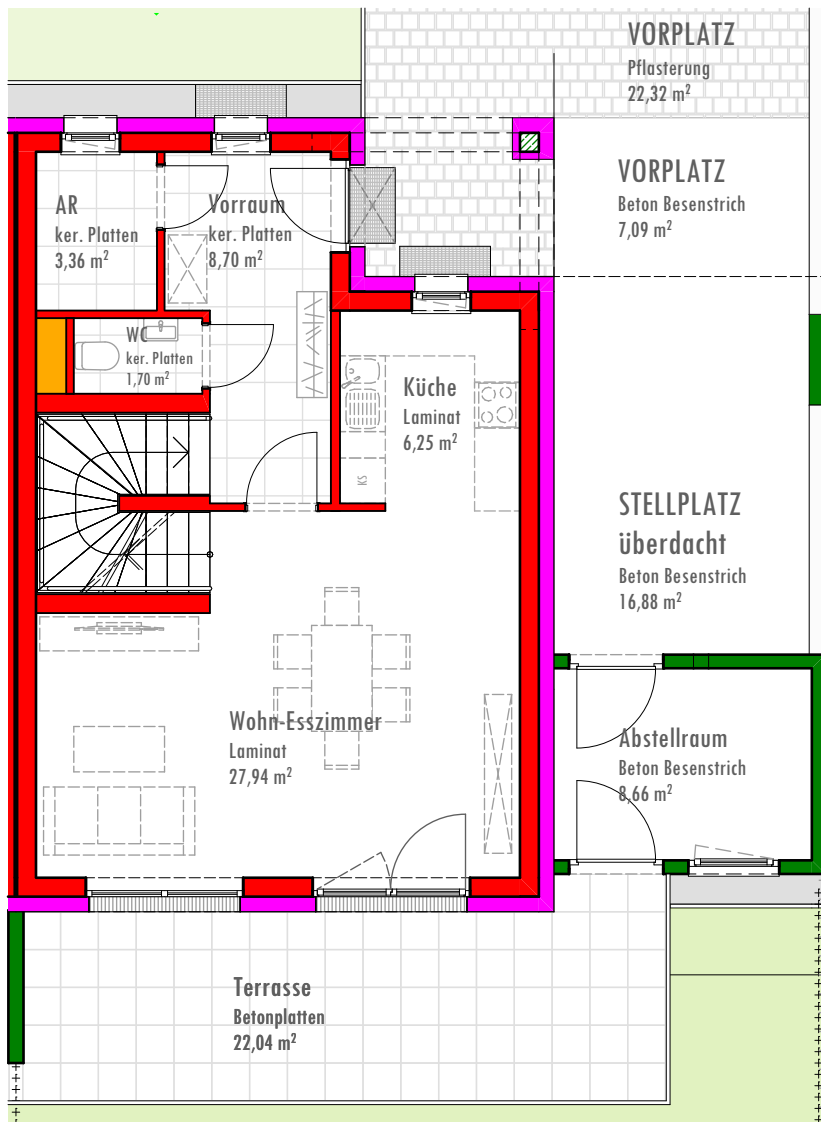 VORPLATZ
Pflasterung
22,32 m²
VORPLATZ
Beton Besenstrich
7,09 m²
AR
ker. Platten
3,36 m²
Vorraum
ker. Platten
8,70 m²
WC
ker. Platten
1,70 m²
Küche
Laminat
6,25 m²
KS
STELLPLATZ
überdacht
Beton Besenstrich
16,88 m²
Wohn-Esszimmer
Laminat
27,94 m²
Abstellraum
Beton Besenstrich
8,66 m²
Terrasse
Betonplatten
22,04 m²